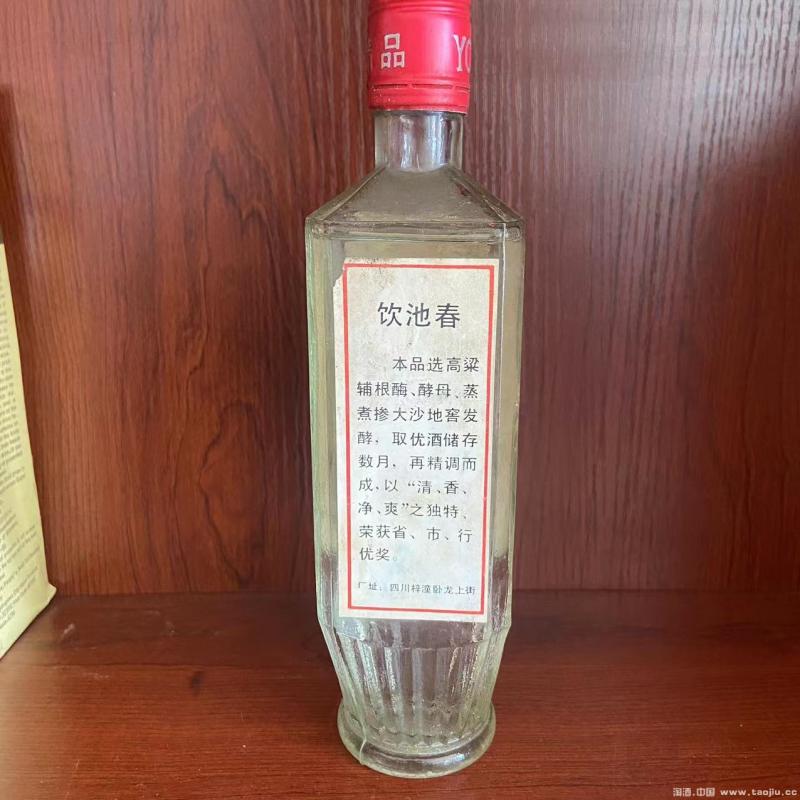 品 YO
饮池春
本品选高粱
辅根酶、酵母、蒸
煮掺大沙地窖发
酵，取优酒储存
数月，再精调而
成，以“清、香、
净、爽”之独特、
荣获省、市、行
优奖。
厂址：四川梓潼卧龙上街
淘酒.中国 www.taojiu.cc